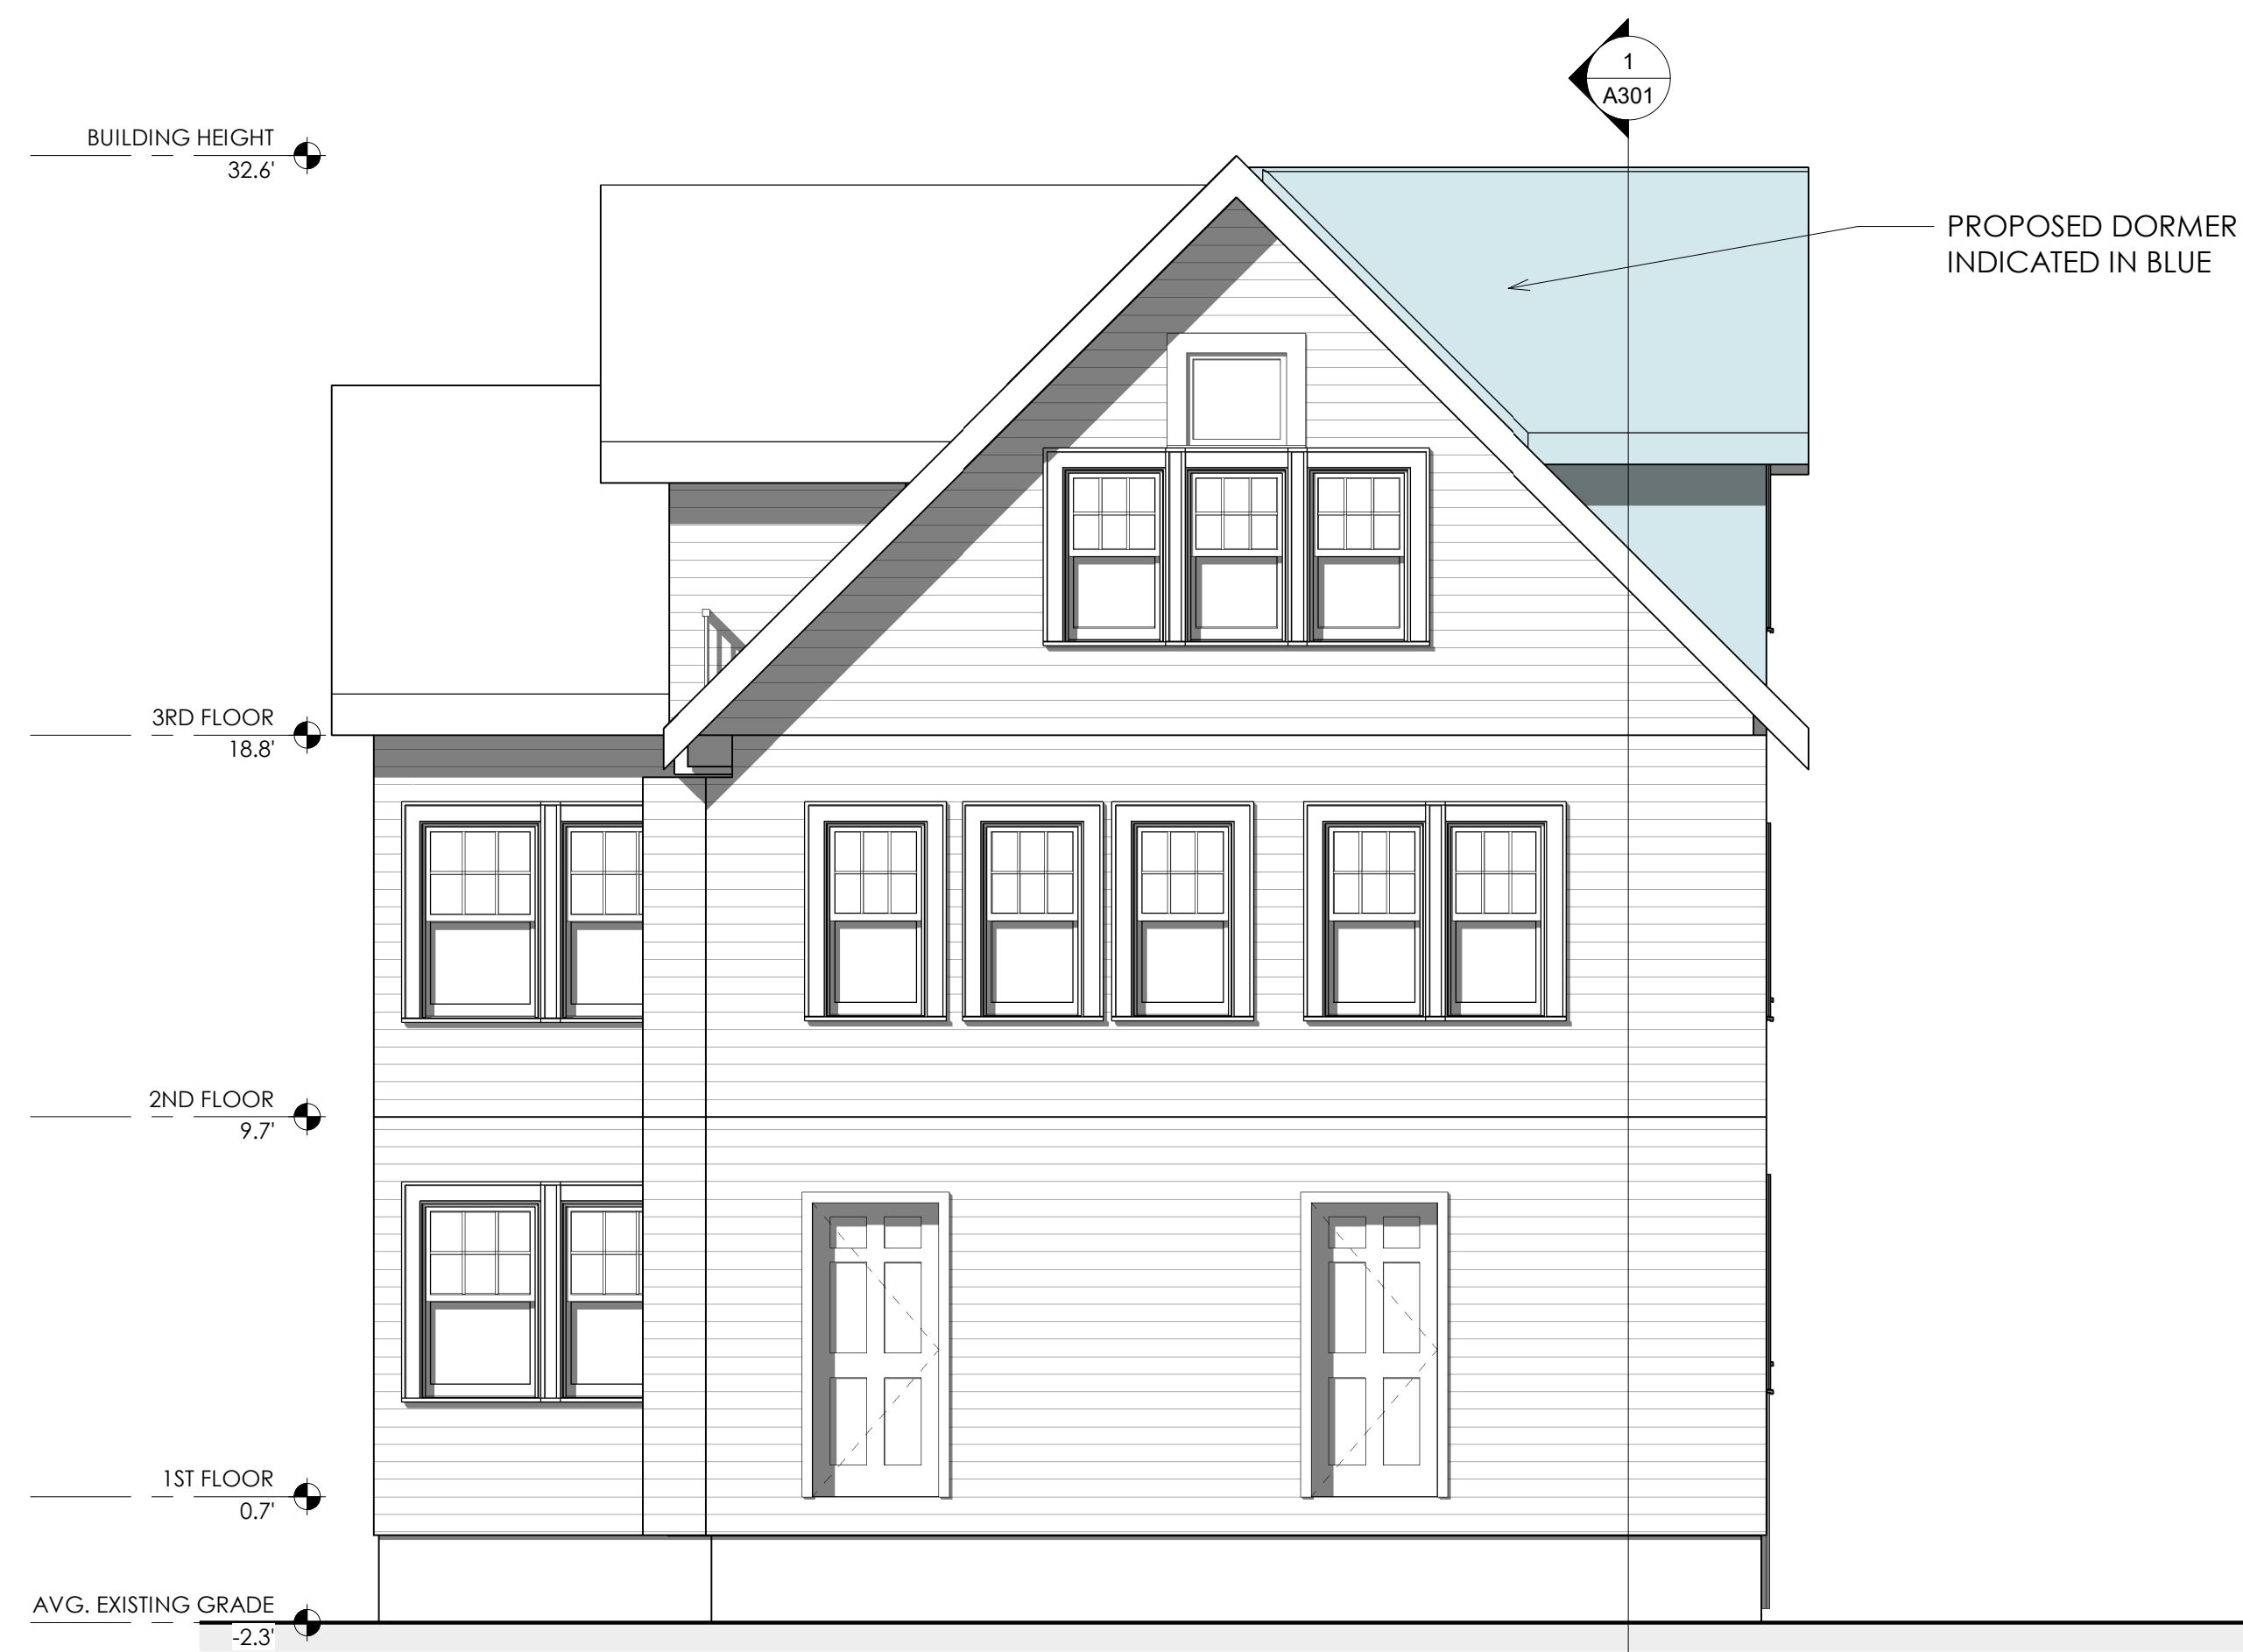 1
A301
BUILDING HEIGHT
32.6'
PROPOSED DORMER
INDICATED IN BLUE
3RD FLOOR
18.8'
2ND FLOOR
9.7'
1ST FLOOR
0.7'
AVG. EXISTING GRADE
-2.3'